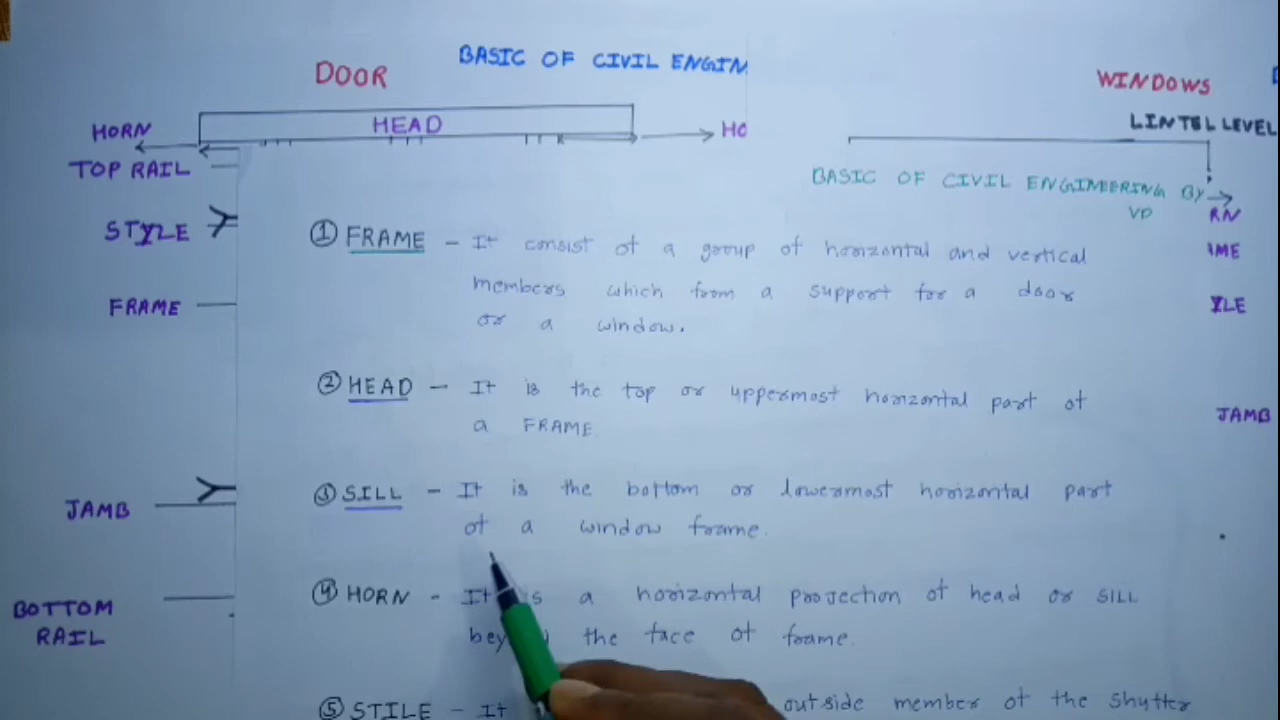 BASIC OF CIVIL ENGIN
DOOR
HORN
HEAD
HO
TOP RAIL
STYLE
FRAME
JAMB
BOTTOM
RAIL
WINDOWS
LINTEL LEVEL
BASIC OF CIVIL ENGINEERING BY
VP
RN
AME
YLE
JAMB
① FRAME - It consist of a group of horizontal and vertical
members which from a support for a door
or a window.
② HEAD - It is the top or uppermost horizontal part of
a FRAME.
③ SILL - It is the bottom or lowermost horizontal part
of a window frame.
④ HORN - It is a horizontal projection of head or SILL
the face of frame.
⑤ STILE - It outside member of the shutter